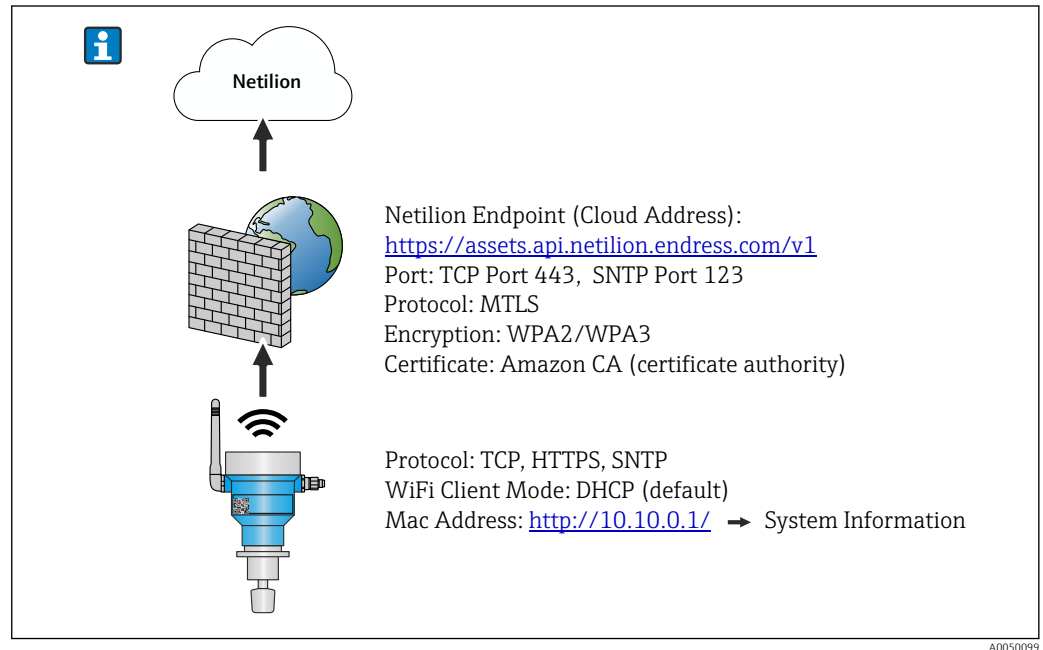 i
Netilion
Netilion Endpoint (Cloud Address):
https://assets.api.netilion.endress.com/v1
Port: TCP Port 443, SNTP Port 123
Protocol: MTLS
Encryption: WPA2/WPA3
Certificate: Amazon CA (certificate authority)
Protocol: TCP, HTTPS, SNTP
WiFi Client Mode: DHCP (default)
Mac Address: http://10.10.0.1/ → System Information
A0050099